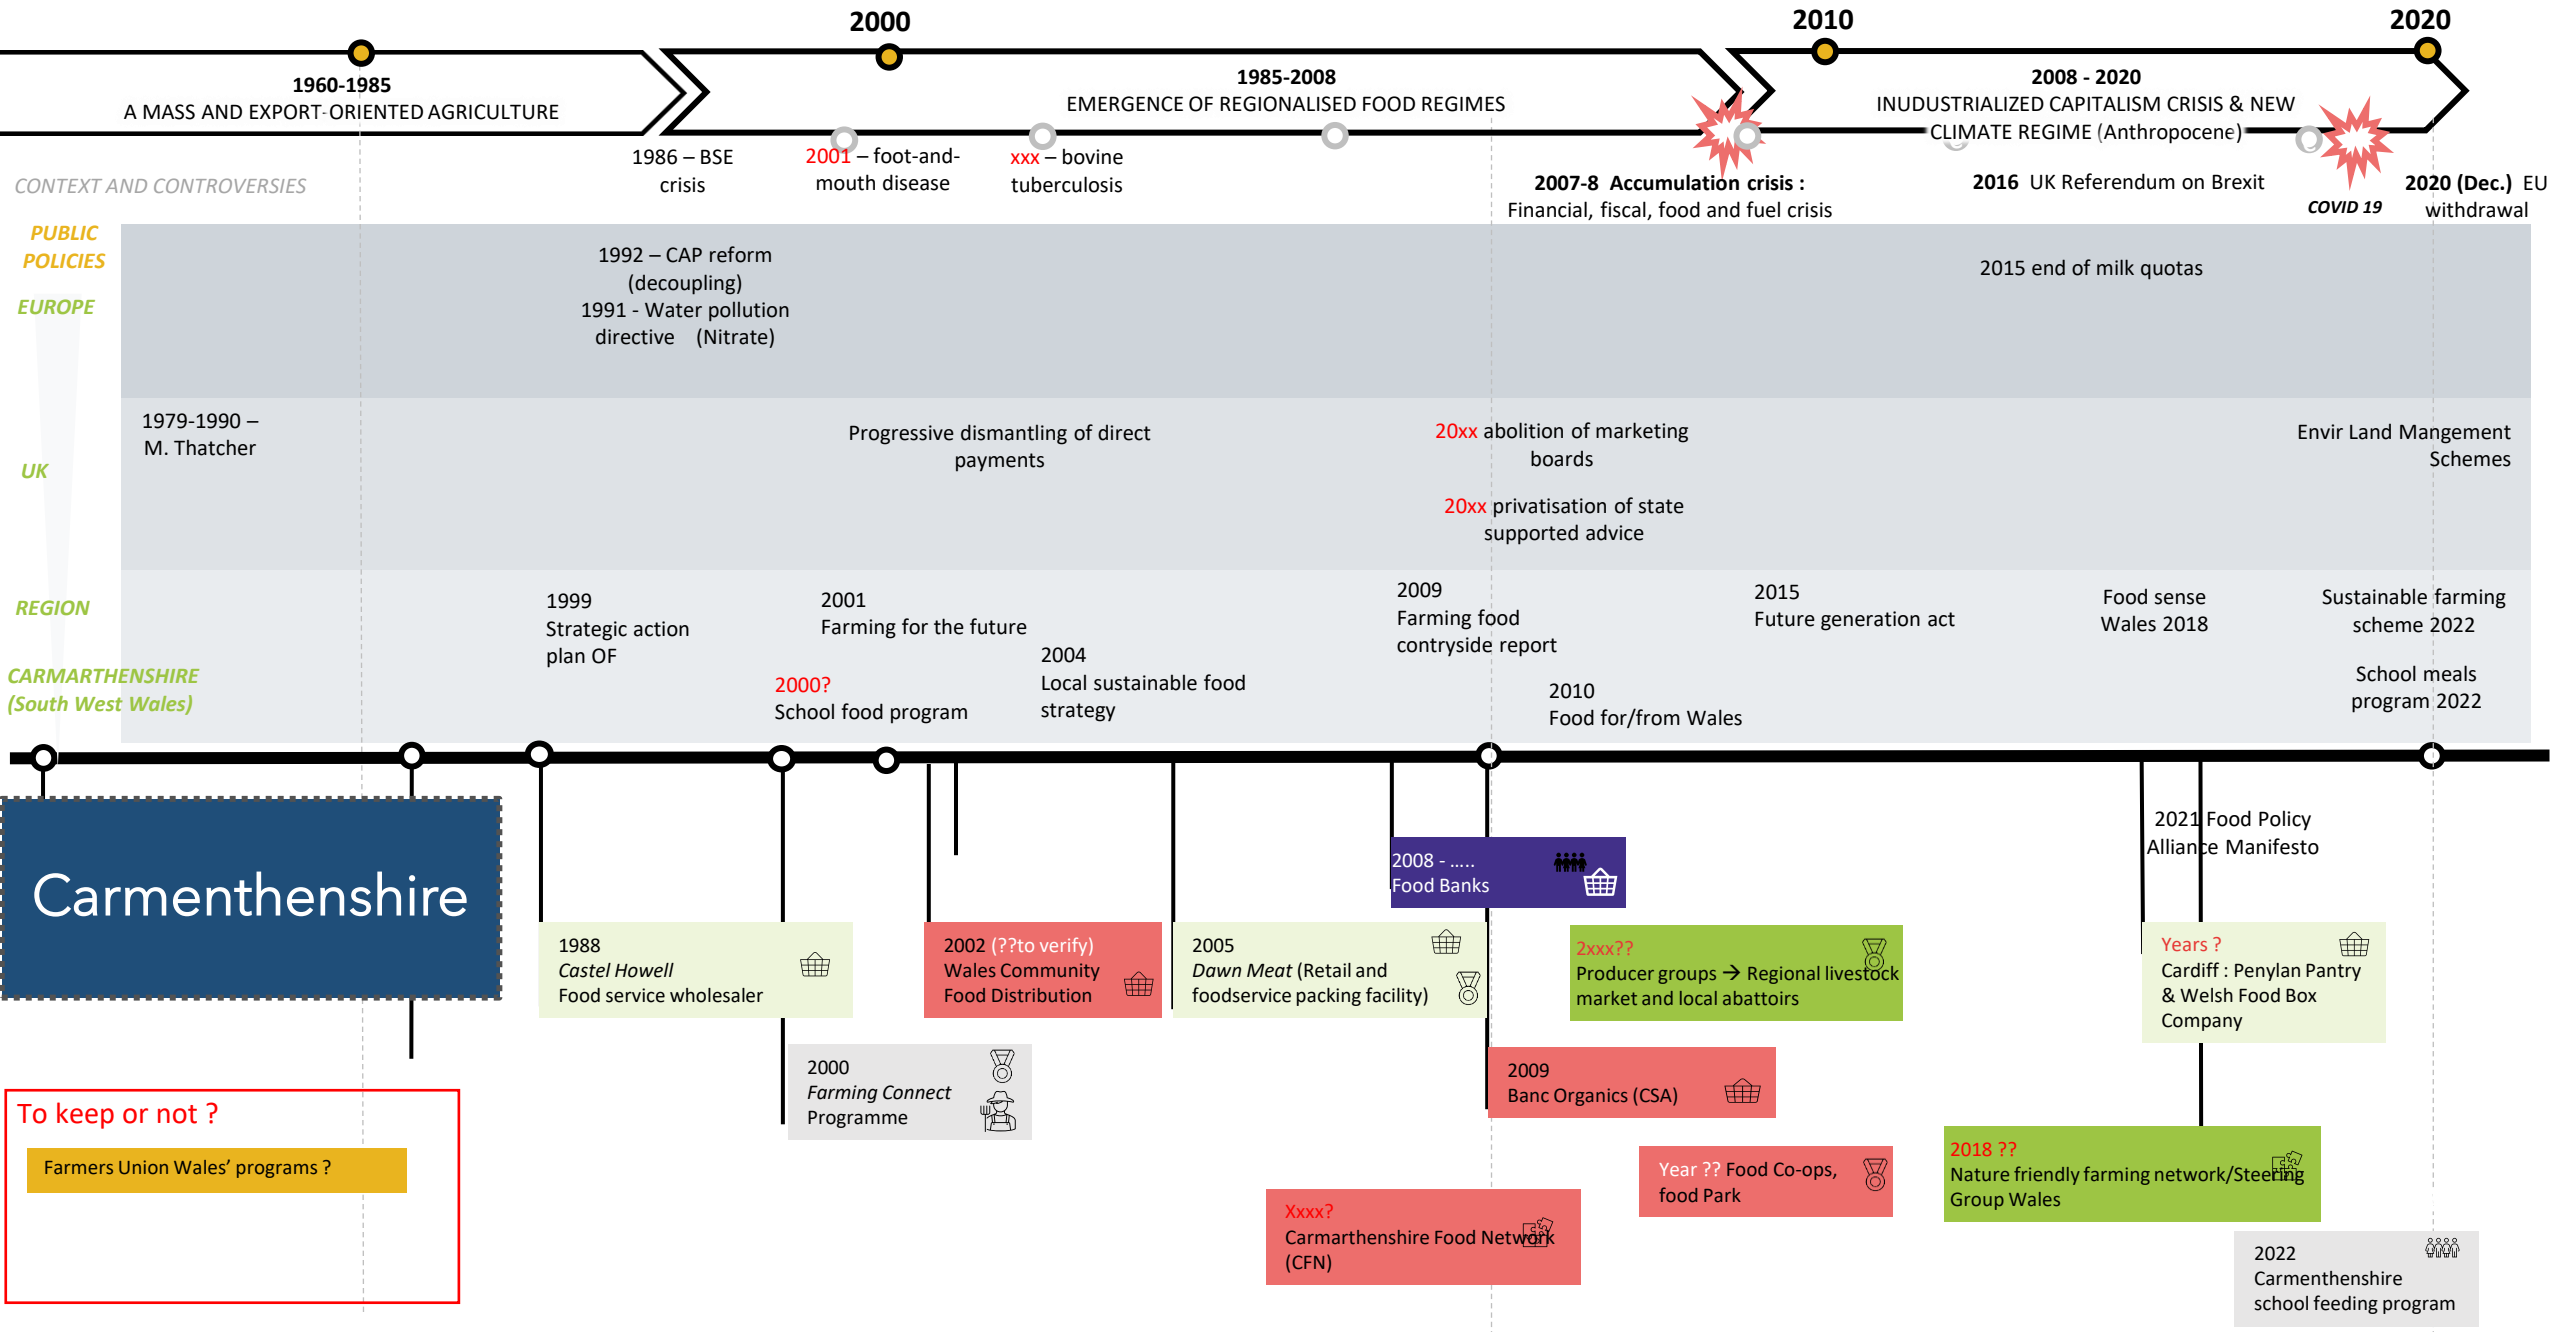 2000
2010
2020
1960-1985
A MASS AND EXPORT-ORIENTED AGRICULTURE
1985-2008
EMERGENCE OF REGIONALISED FOOD REGIMES
2008 - 2020
INUDUSTRIALIZED CAPITALISM CRISIS & NEW
CLIMATE REGIME (Anthropocene)
CONTEXT AND CONTROVERSIES
1986 – BSE
crisis
2001 – foot-and-
mouth disease
xxx – bovine
tuberculosis
2007-8 Accumulation crisis :
Financial, fiscal, food and fuel crisis
2016 UK Referendum on Brexit
COVID 19
2020 (Dec.) EU
withdrawal
PUBLIC
POLICIES
EUROPE
1992 – CAP reform
(decoupling)
1991 - Water pollution
directive (Nitrate)
2015 end of milk quotas
UK
1979-1990 –
M. Thatcher
Progressive dismantling of direct
payments
20xx abolition of marketing
boards
20xx privatisation of state
supported advice
Envir Land Mangement
Schemes
REGION
CARMARTHENSHIRE
(South West Wales)
1999
Strategic action
plan OF
2001
Farming for the future
2000?
School food program
2004
Local sustainable food
strategy
2009
Farming food
contryside report
2010
Food for/from Wales
2015
Future generation act
Food sense
Wales 2018
Sustainable farming
scheme 2022
School meals
program 2022
Carmenthenshire
2021 Food Policy
Alliance Manifesto
2008 - .....
Food Banks
1988
Castel Howell
Food service wholesaler
2002 (??to verify)
Wales Community
Food Distribution
2005
Dawn Meat (Retail and
foodservice packing facility)
2xxx??
Producer groups → Regional livestock
market and local abattoirs
Years ?
Cardiff : Penylan Pantry
& Welsh Food Box
Company
2000
Farming Connect
Programme
2009
Banc Organics (CSA)
To keep or not ?
Farmers Union Wales' programs ?
Year ?? Food Co-ops,
food Park
2018 ??
Nature friendly farming network/Steering
Group Wales
Xxxx?
Carmarthenshire Food Network
(CFN)
2022
Carmenthenshire
school feeding program